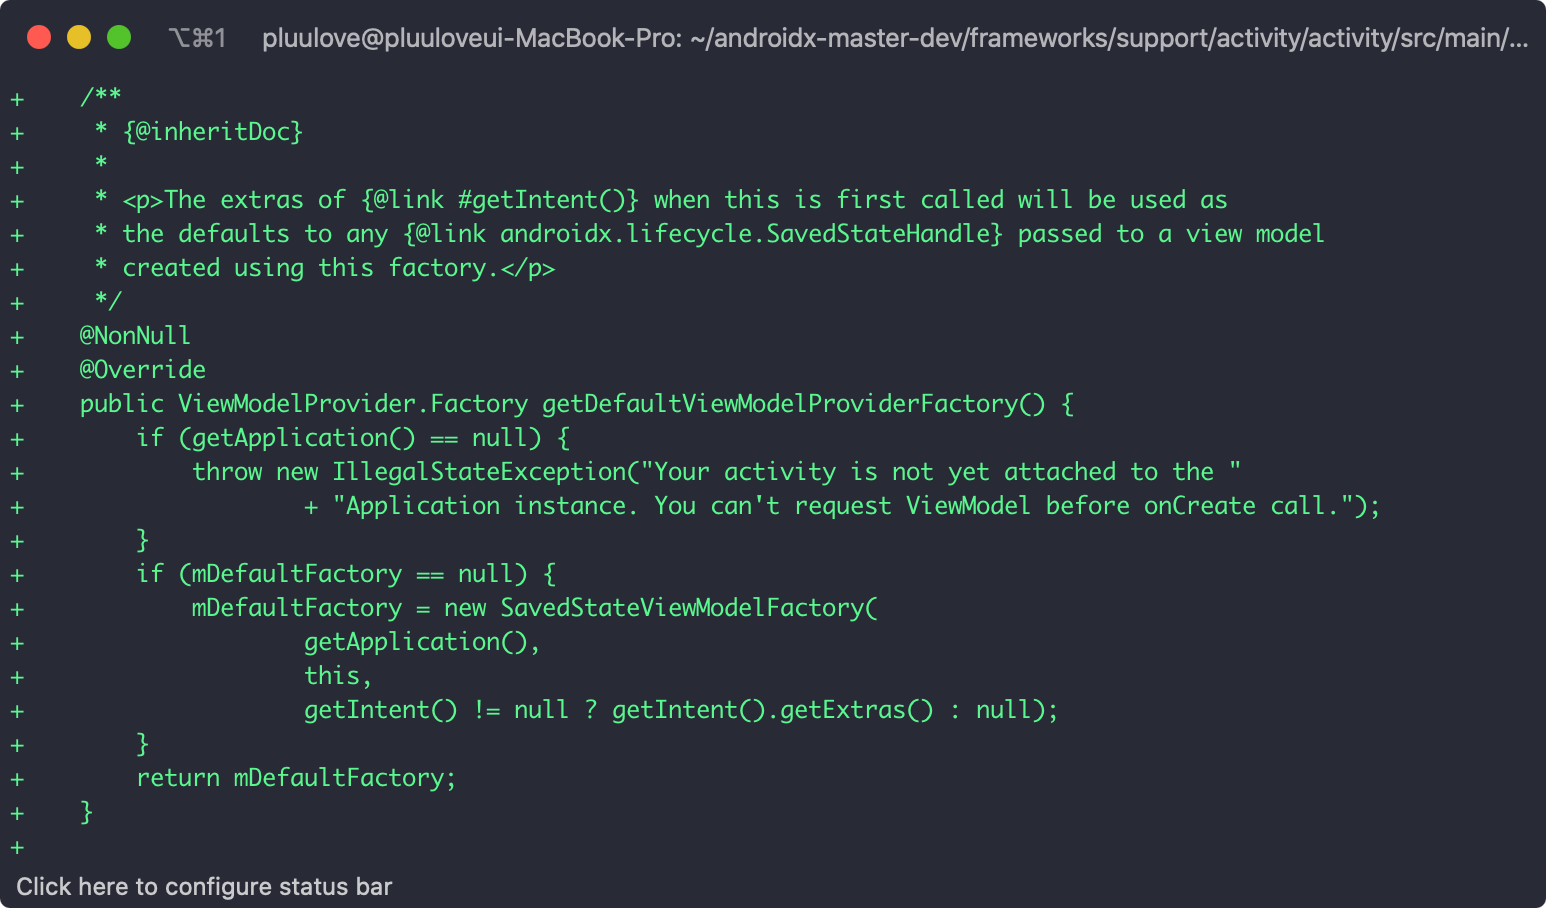 ⌥⌘1 pluulove@pluuloveui-MacBook-Pro: ~/androidx-master-dev/frameworks/support/activity/activity/src/main/...
+    /**
+     * {@inheritDoc}
+     *
+     * <p>The extras of {@link #getIntent()} when this is first called will be used as
+     * the defaults to any {@link androidx.lifecycle.SavedStateHandle} passed to a view model
+     * created using this factory.</p>
+     */
+    @NonNull
+    @Override
+    public ViewModelProvider.Factory getDefaultViewModelProviderFactory() {
+        if (getApplication() == null) {
+            throw new IllegalStateException("Your activity is not yet attached to the "
+                    + "Application instance. You can't request ViewModel before onCreate call.");
+        }
+        if (mDefaultFactory == null) {
+            mDefaultFactory = new SavedStateViewModelFactory(
+                    getApplication(),
+                    this,
+                    getIntent() != null ? getIntent().getExtras() : null);
+        }
+        return mDefaultFactory;
+    }
+
Click here to configure status bar